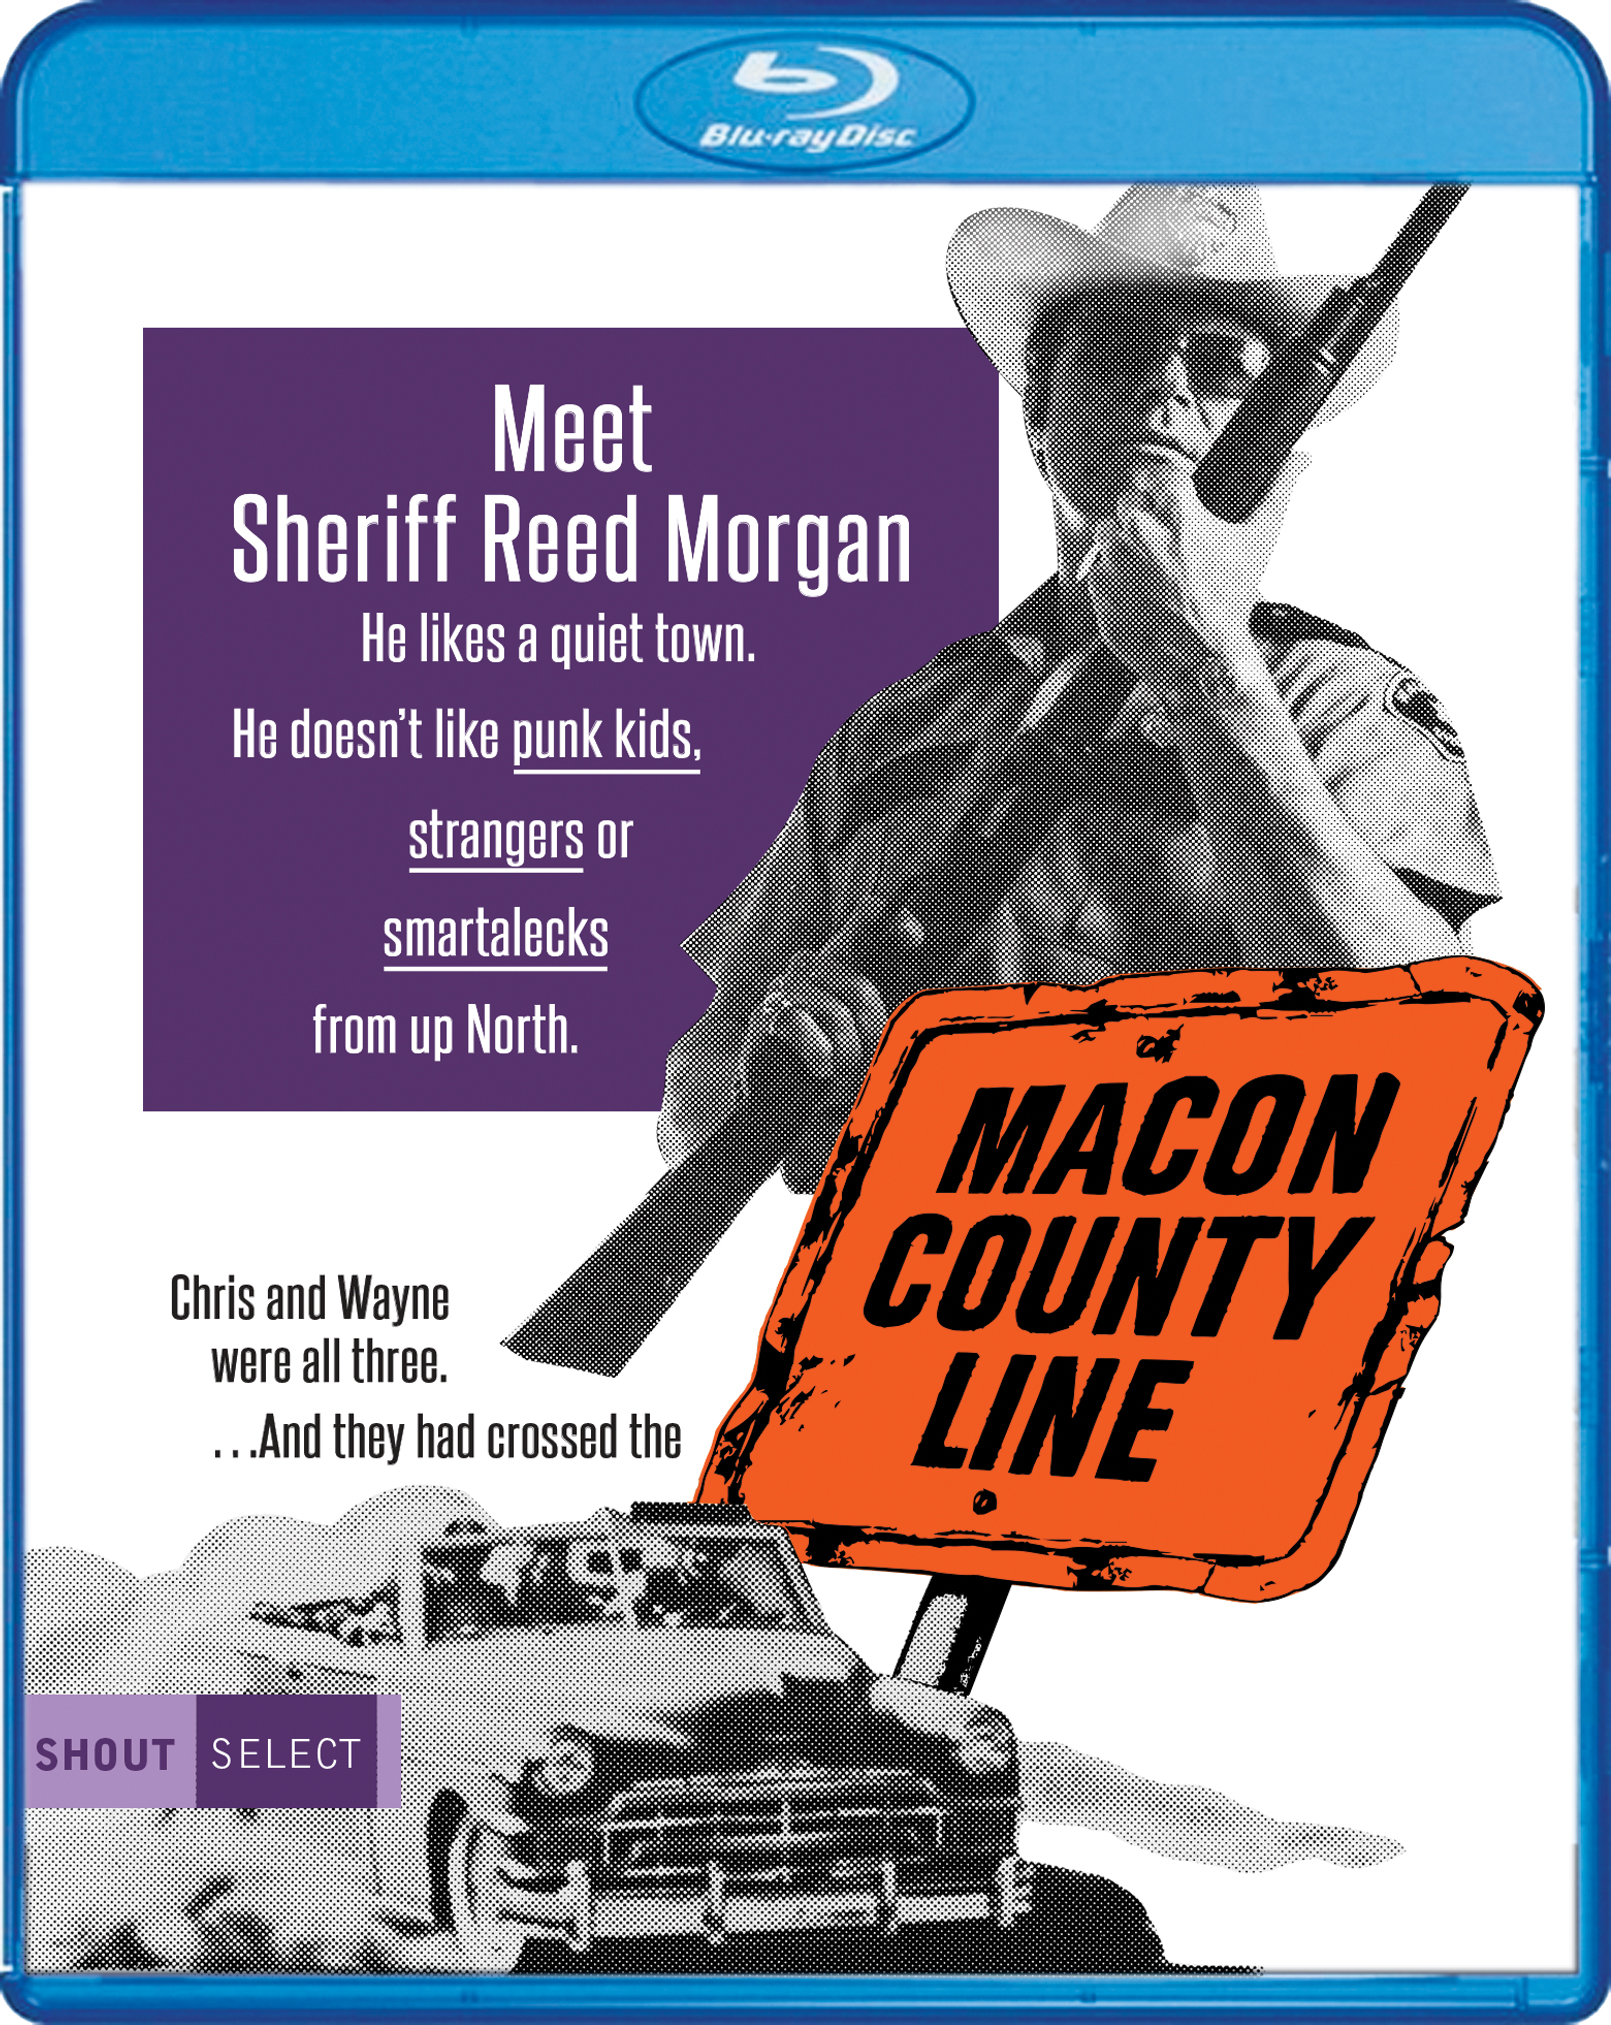 Blu-ray Disc
Meet
Sheriff Reed Morgan
He likes a quiet town.
He doesn't like punk kids,
strangers or
smartalecks
from up North.
MACON
COUNTY
LINE
Chris and Wayne
were all three.
...And they had crossed the
SHOUT SELECT